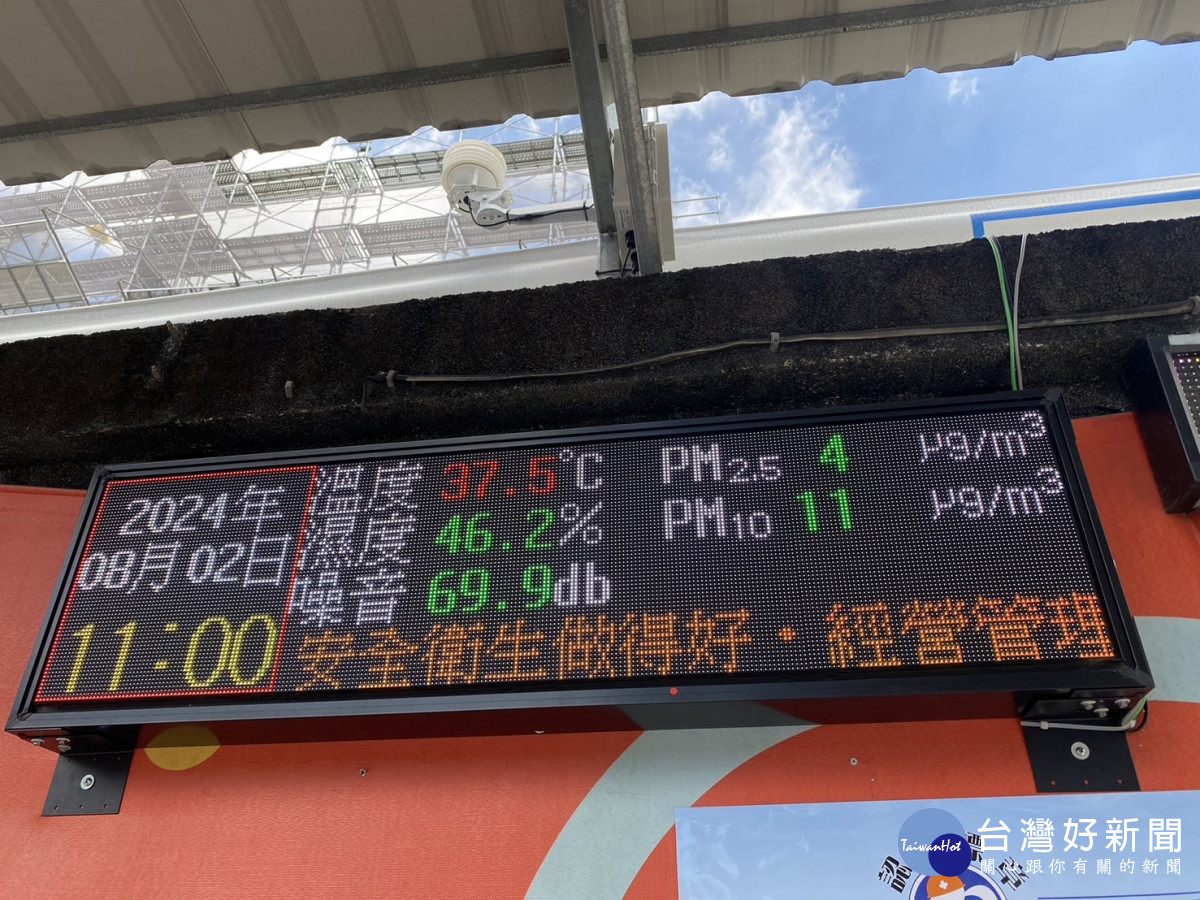 2024年
08月02日
11:00
溫度 37.5℃
濕度 46.2%
噪音 69.9db
PM2.5 4 μg/m³
PM10 11 μg/m³
安全衛生做得好．經營管理
TaiwanHot
台灣好新聞
關心跟你有關的新聞